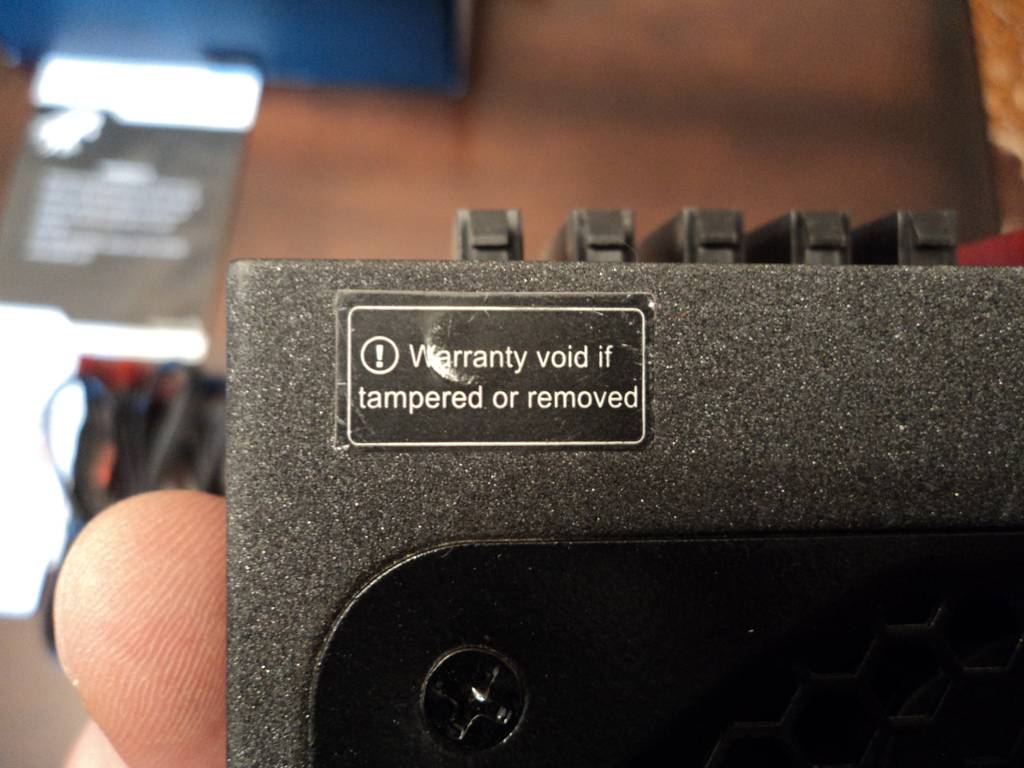 Warranty void if
tampered or removed